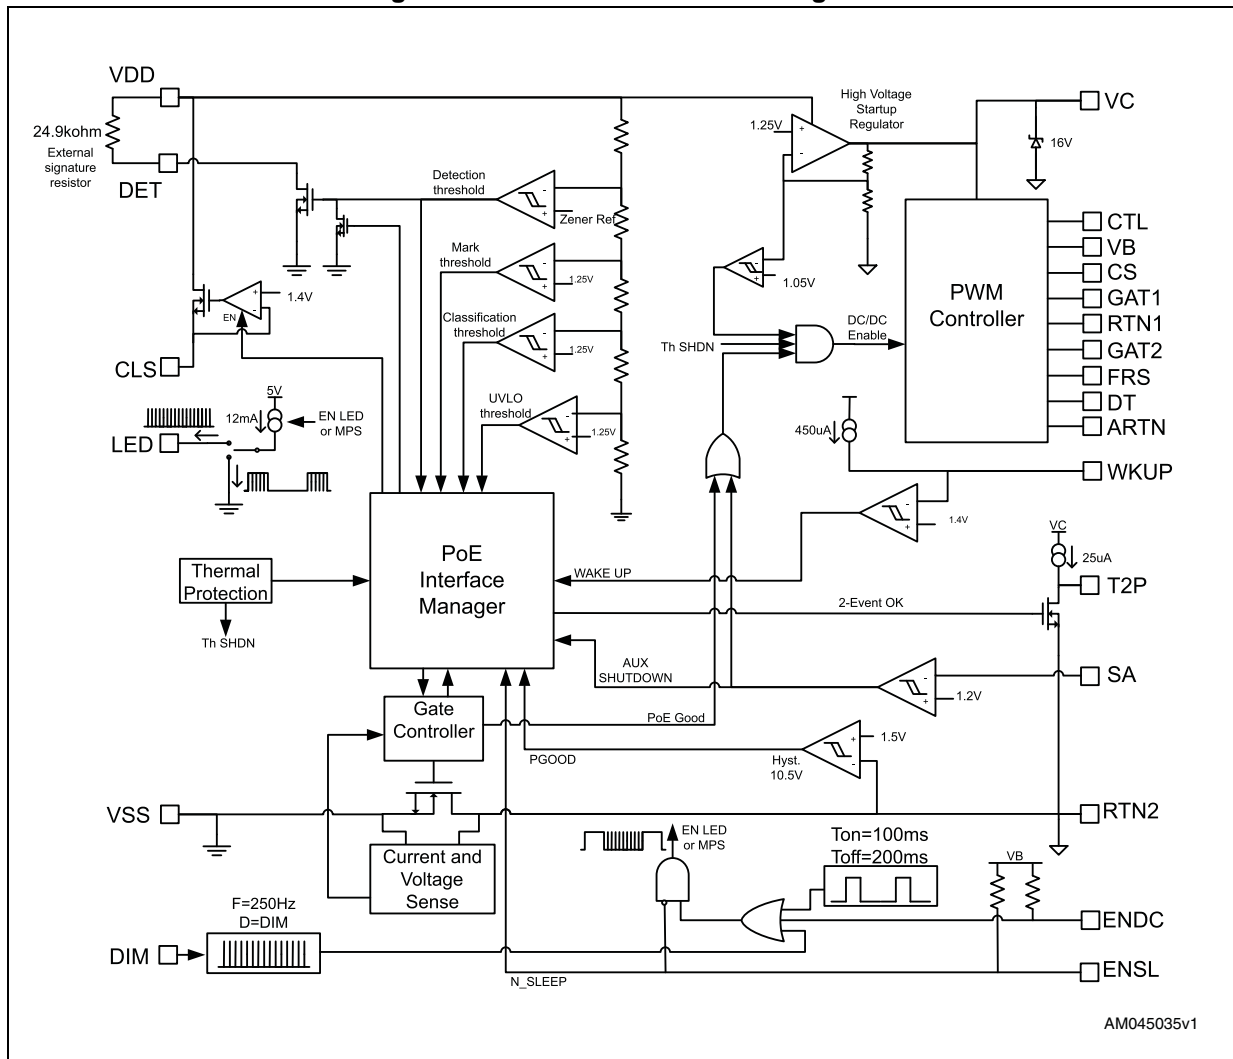 VDD
VC
High Voltage
Startup
Regulator
1.25V
16V
24.9kohm
External
signature
resistor
DET
Detection
threshold
Zener Ref
CTL
VB
CS
GAT1
RTN1
GAT2
FRS
DT
ARTN
PWM
Controller
Mark
threshold
1.25V
1.05V
1.4V
EN
Classification
threshold
1.25V
DC/DC
Enable
Th SHDN
CLS
5V
12mA
EN LED
or MPS
UVLO
threshold
1.25V
450uA
LED
WKUP
1.4V
VC
25uA
PoE
Interface
Manager
Thermal
Protection
WAKE UP
T2P
2-Event OK
Th SHDN
AUX
SHUTDOWN
SA
1.2V
Gate
Controller
PoE Good
1.5V
PGOOD
Hyst.
10.5V
VSS
RTN2
EN LED
or MPS
Ton=100ms
Toff=200ms
VB
Current and
Voltage
Sense
F=250Hz
D=DIM
ENDC
DIM
ENSL
N_SLEEP
AM045035v1